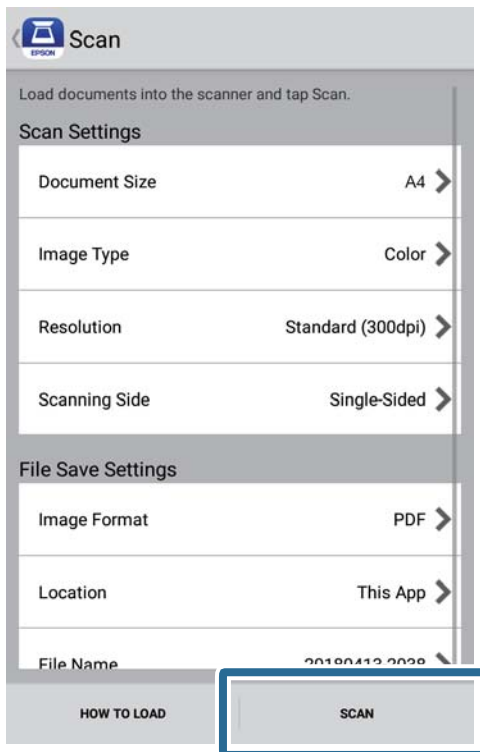 EPSON
Scan
Load documents into the scanner and tap Scan.
Scan Settings
Document Size A4
Image Type Color
Resolution Standard (300dpi)
Scanning Side Single-Sided
File Save Settings
Image Format PDF
Location This App
File Name 20180413 2038
HOW TO LOAD SCAN